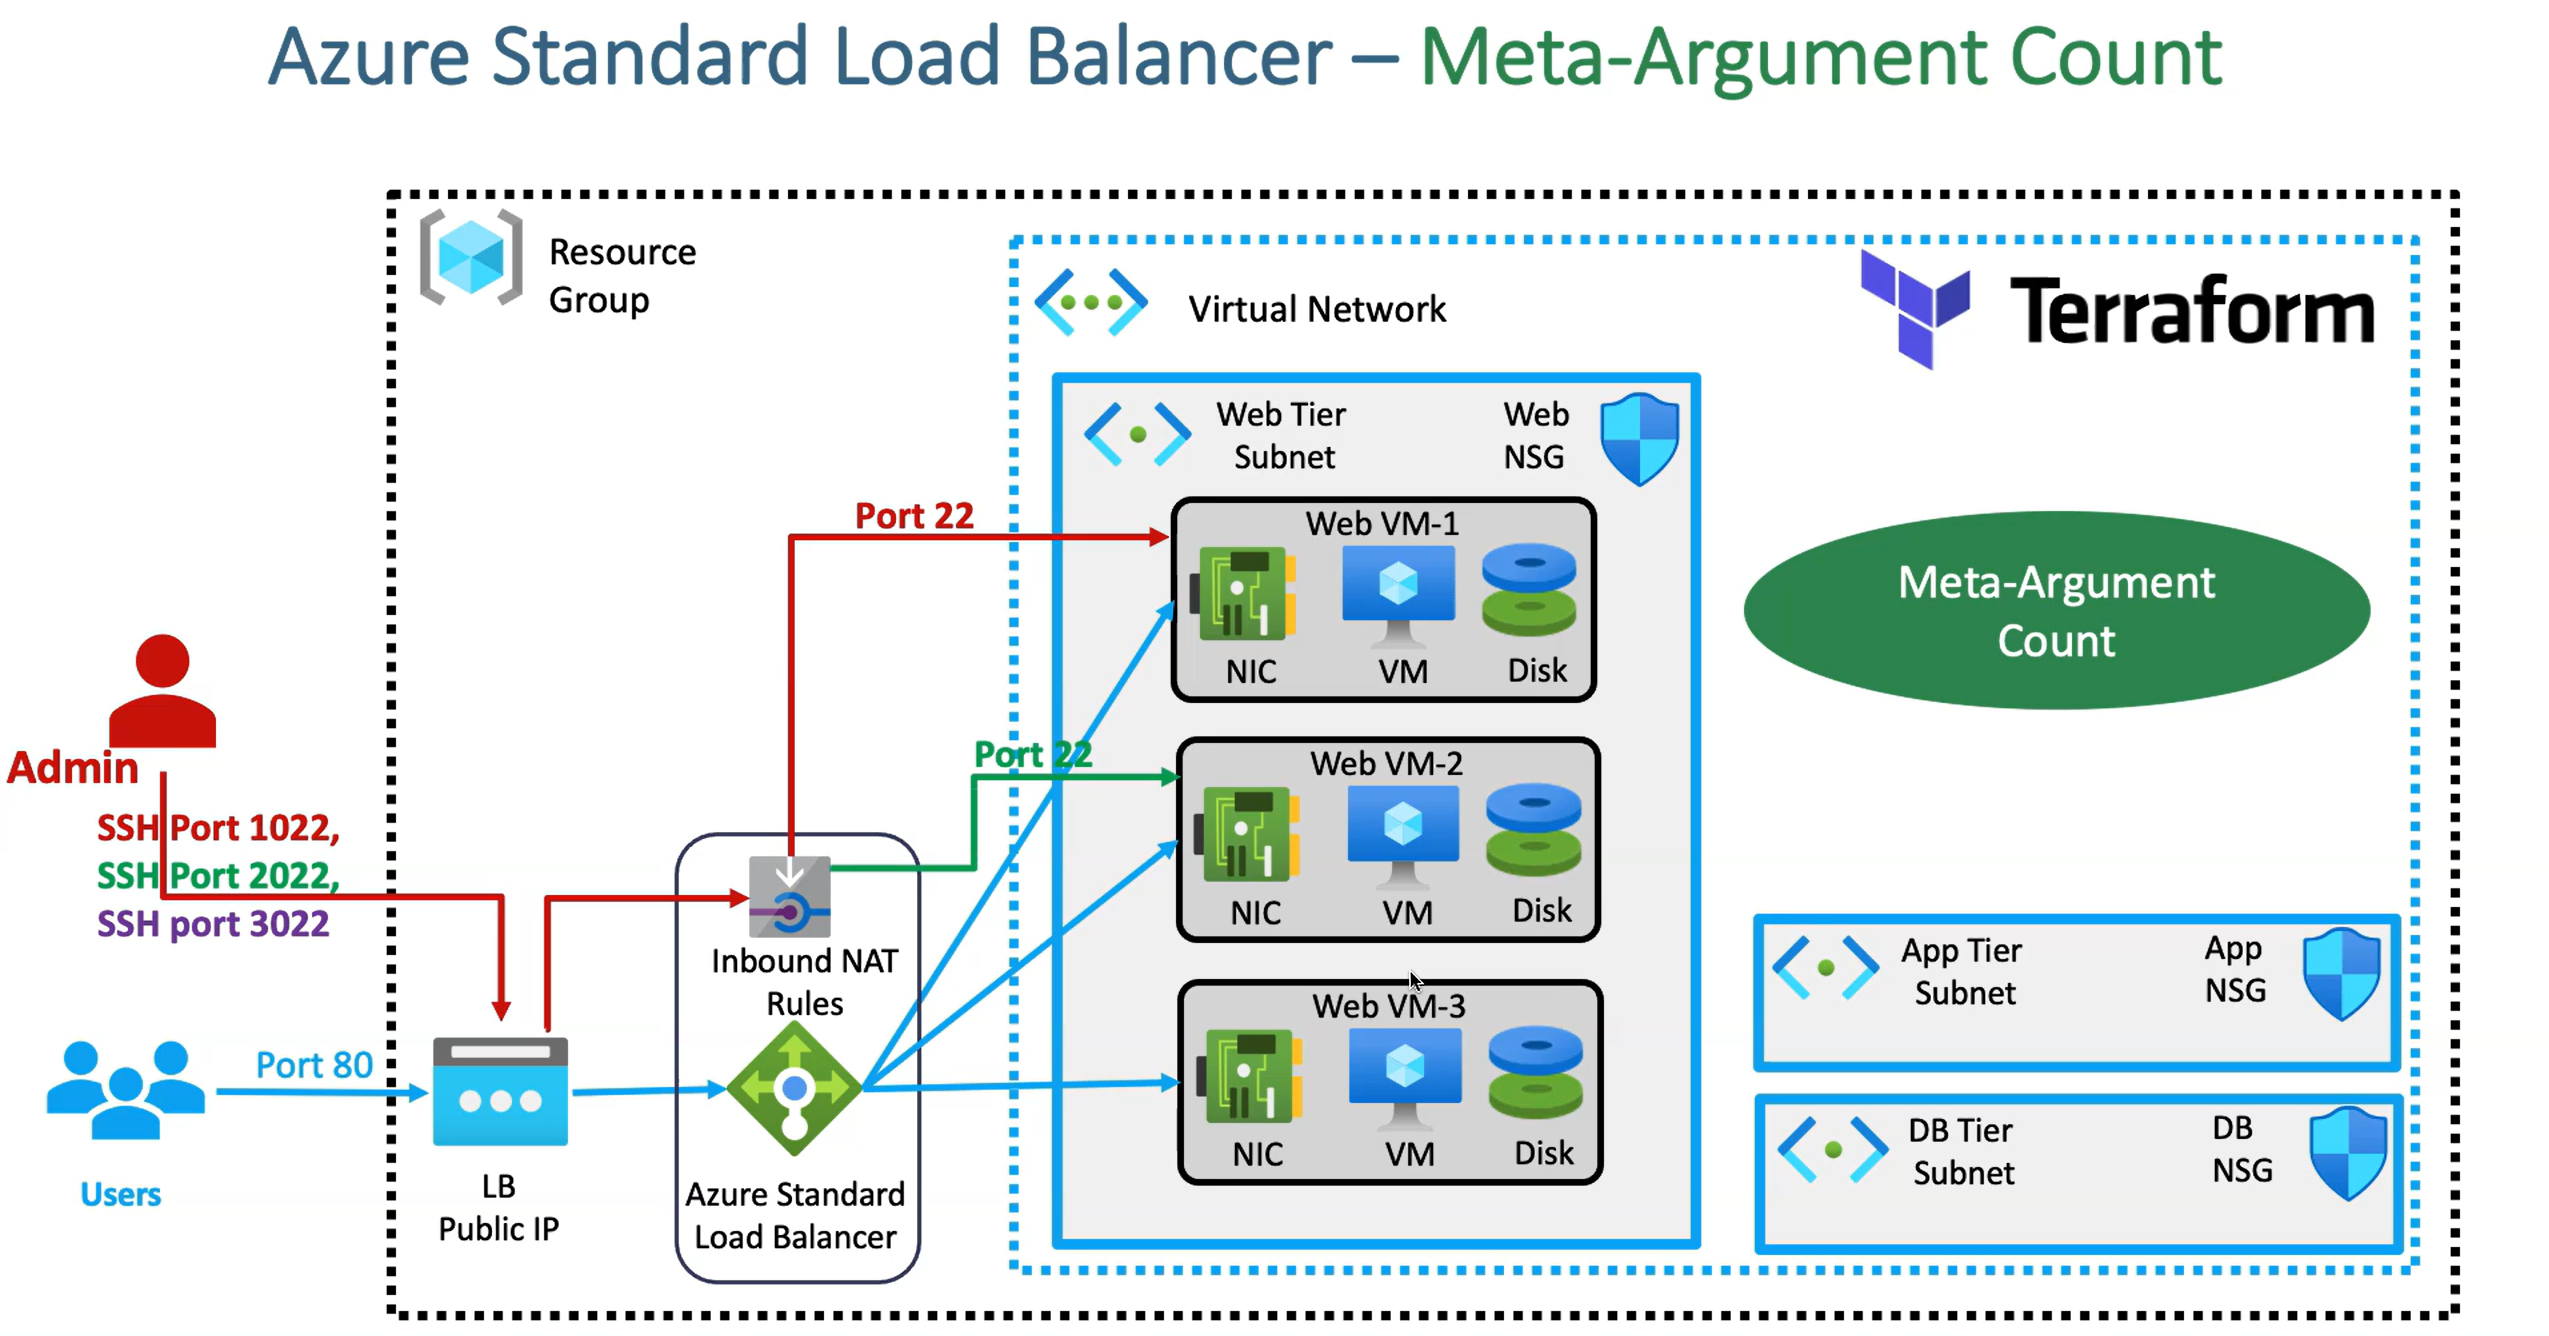 Azure Standard Load Balancer – Meta-Argument Count
Resource
Group
Virtual Network
Terraform
Web Tier
Subnet
Web
NSG
Port 22
Web VM-1
NIC
VM
Disk
Meta-Argument
Count
Port 22
Web VM-2
NIC
VM
Disk
Admin
SSH Port 1022,
SSH Port 2022,
SSH port 3022
Inbound NAT
Rules
Web VM-3
NIC
VM
Disk
App Tier
Subnet
App
NSG
DB Tier
Subnet
DB
NSG
Port 80
Users
LB
Public IP
Azure Standard
Load Balancer